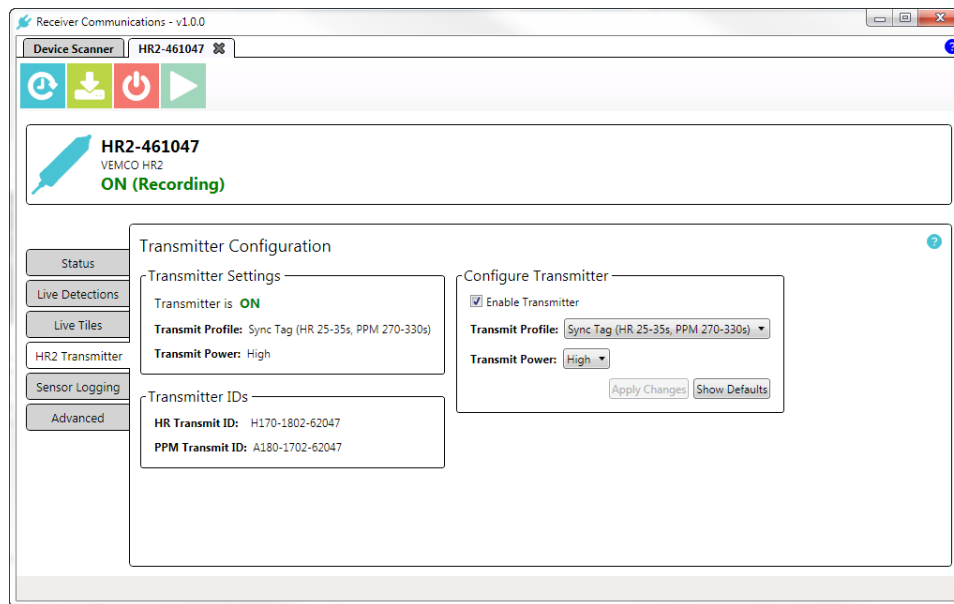 Receiver Communications - v1.0.0
Device Scanner
HR2-461047
?
HR2-461047
VEMCO HR2
ON (Recording)
Status
Live Detections
Live Tiles
HR2 Transmitter
Sensor Logging
Advanced
Transmitter Configuration
?
Transmitter Settings
Transmitter is ON
Transmit Profile: Sync Tag (HR 25-35s, PPM 270-330s)
Transmit Power: High
Transmitter IDs
HR Transmit ID: H170-1802-62047
PPM Transmit ID: A180-1702-62047
Configure Transmitter
Enable Transmitter
Transmit Profile: Sync Tag (HR 25-35s, PPM 270-330s)
Transmit Power: High
Apply Changes Show Defaults